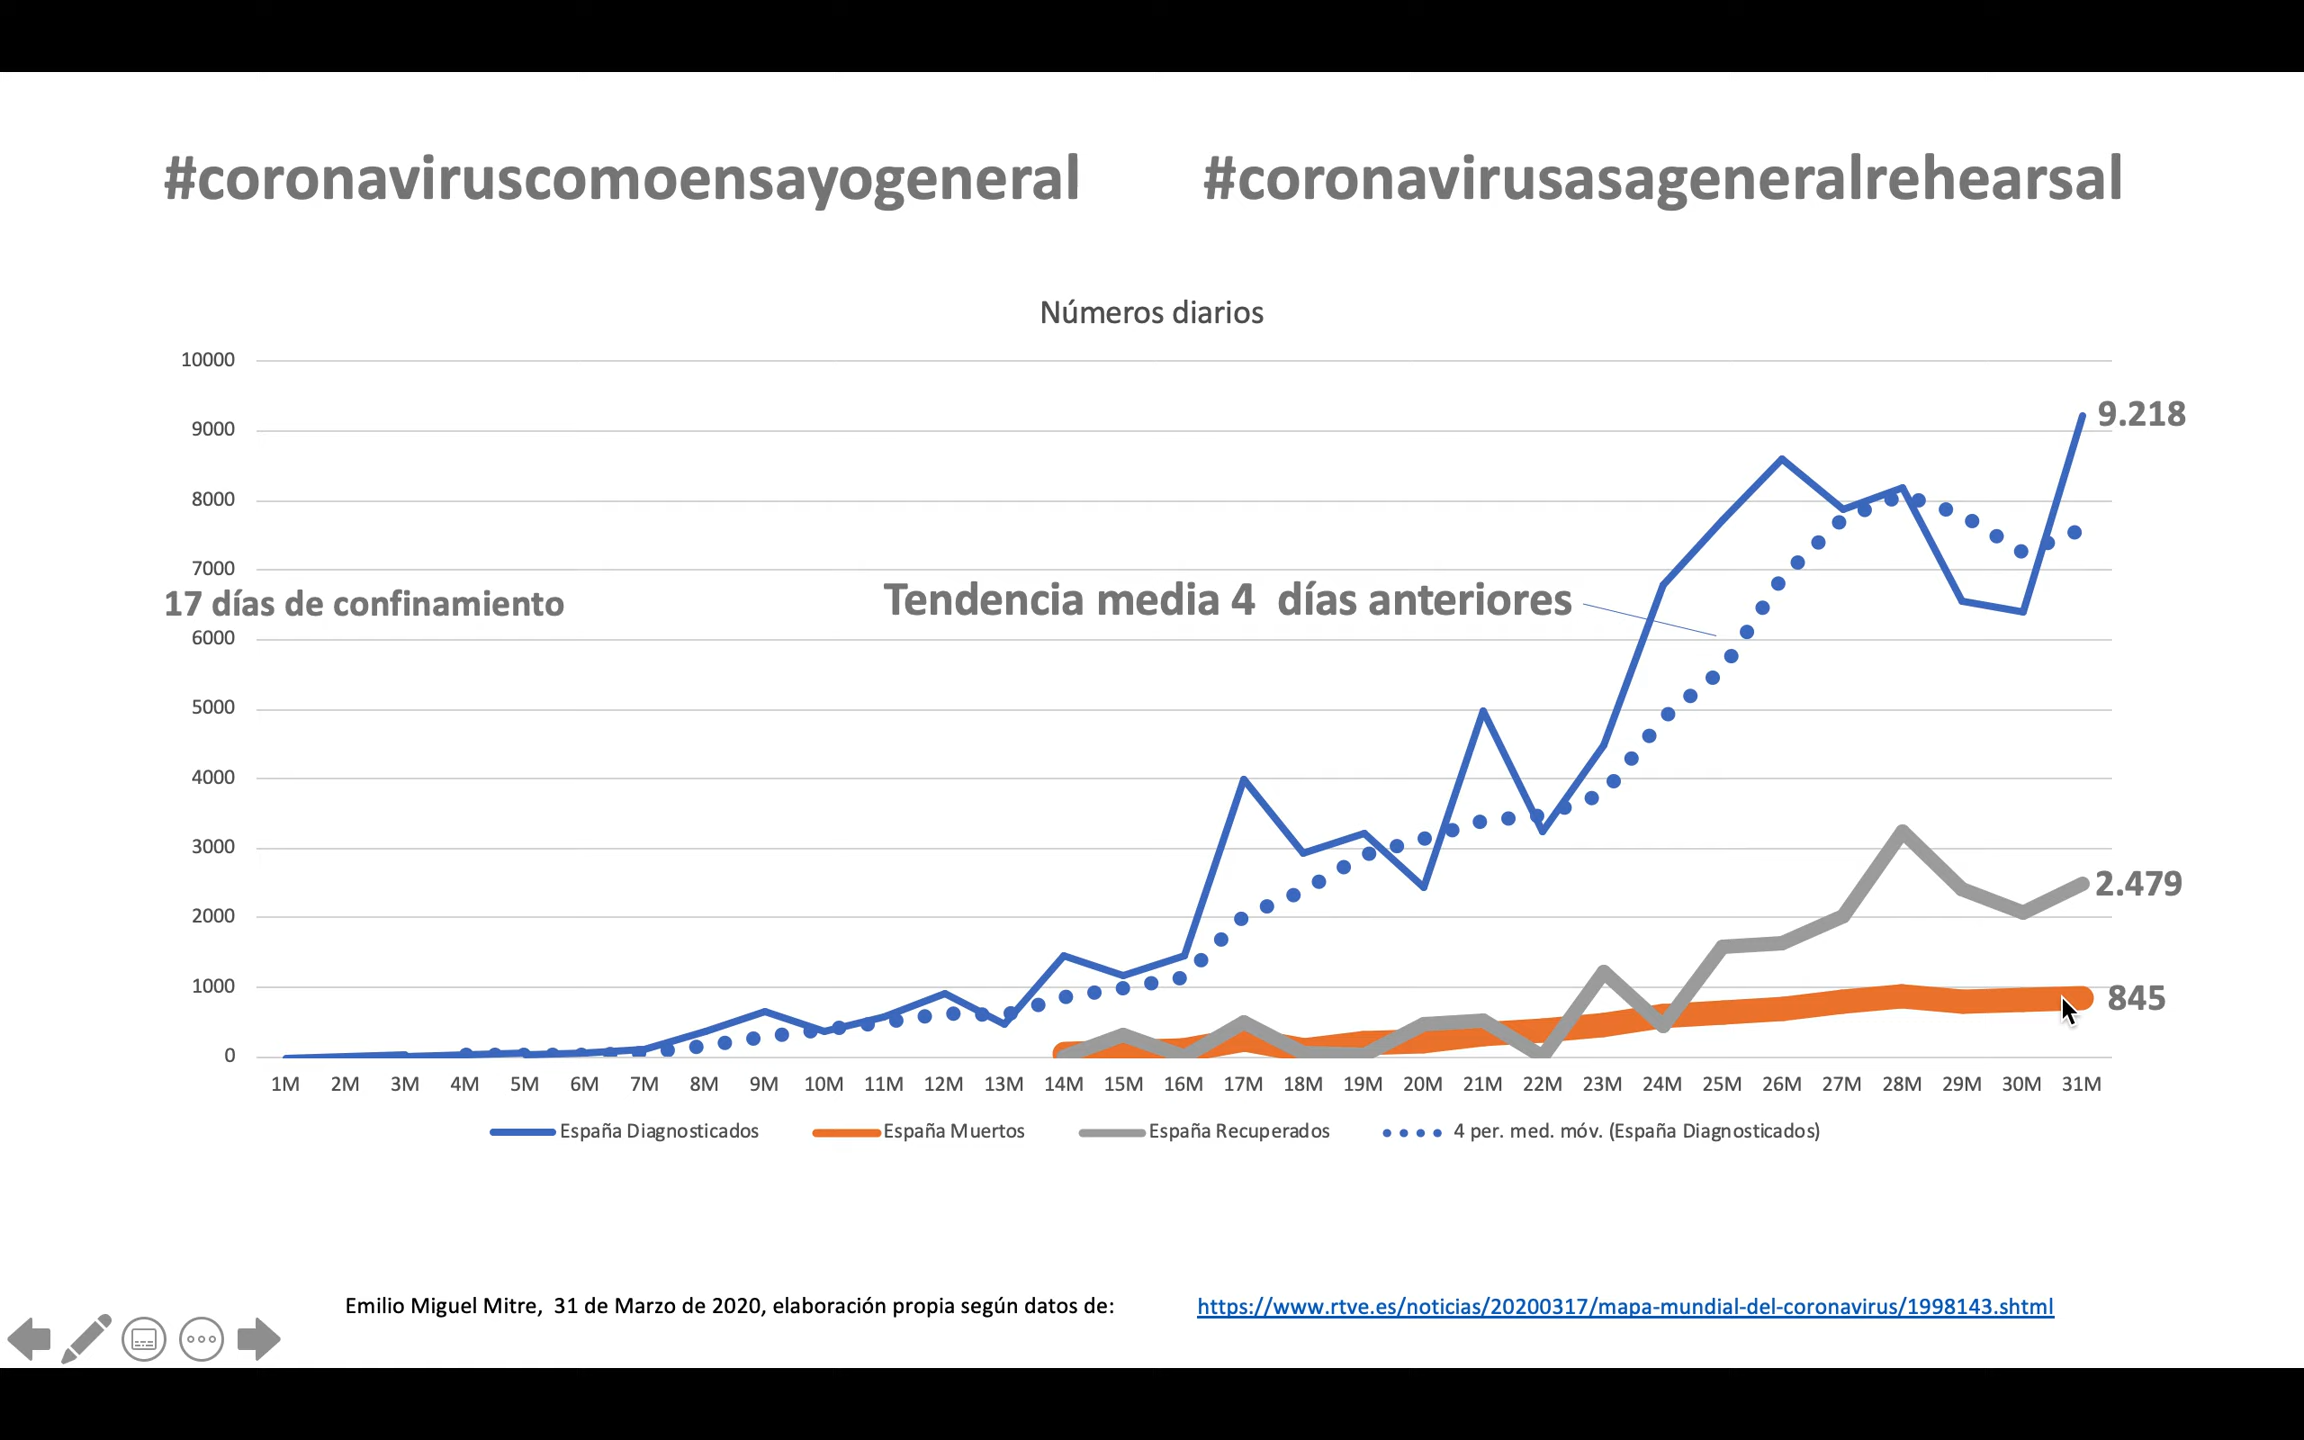 #coronaviruscomoensayogeneral #coronavirusasageneralrehearsal
Números diarios
10000
9000
8000
7000
6000
5000
4000
3000
2000
1000
0
9.218
17 días de confinamiento
Tendencia media 4 días anteriores
2.479
845
1M 2M 3M 4M 5M 6M 7M 8M 9M 10M 11M 12M 13M 14M 15M 16M 17M 18M 19M 20M 21M 22M 23M 24M 25M 26M 27M 28M 29M 30M 31M
España Diagnosticados España Muertos España Recuperados 4 per. med. móv. (España Diagnosticados)
Emilio Miguel Mitre, 31 de Marzo de 2020, elaboración propia según datos de: https://www.rtve.es/noticias/20200317/mapa-mundial-del-coronavirus/1998143.shtml